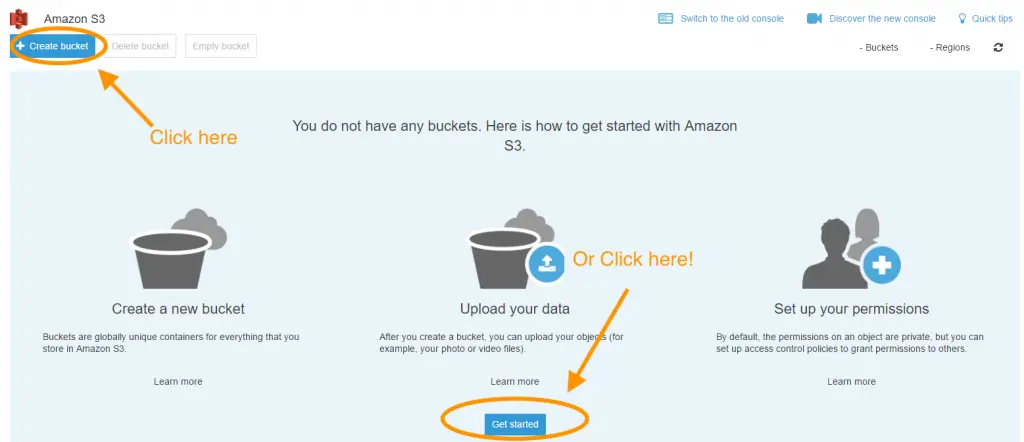 Amazon S3
Switch to the old console
Discover the new console
Quick tips
Create bucket
Delete bucket
Empty bucket
- Buckets
- Regions
Click here
You do not have any buckets. Here is how to get started with Amazon
S3.
Or Click here!
Create a new bucket
Buckets are globally unique containers for everything that you
store in Amazon S3.
Learn more
Upload your data
After you create a bucket, you can upload your objects (for
example, your photo or video files).
Learn more
Set up your permissions
By default, the permissions on an object are private, but you can
set up access control policies to grant permissions to others.
Learn more
Get started